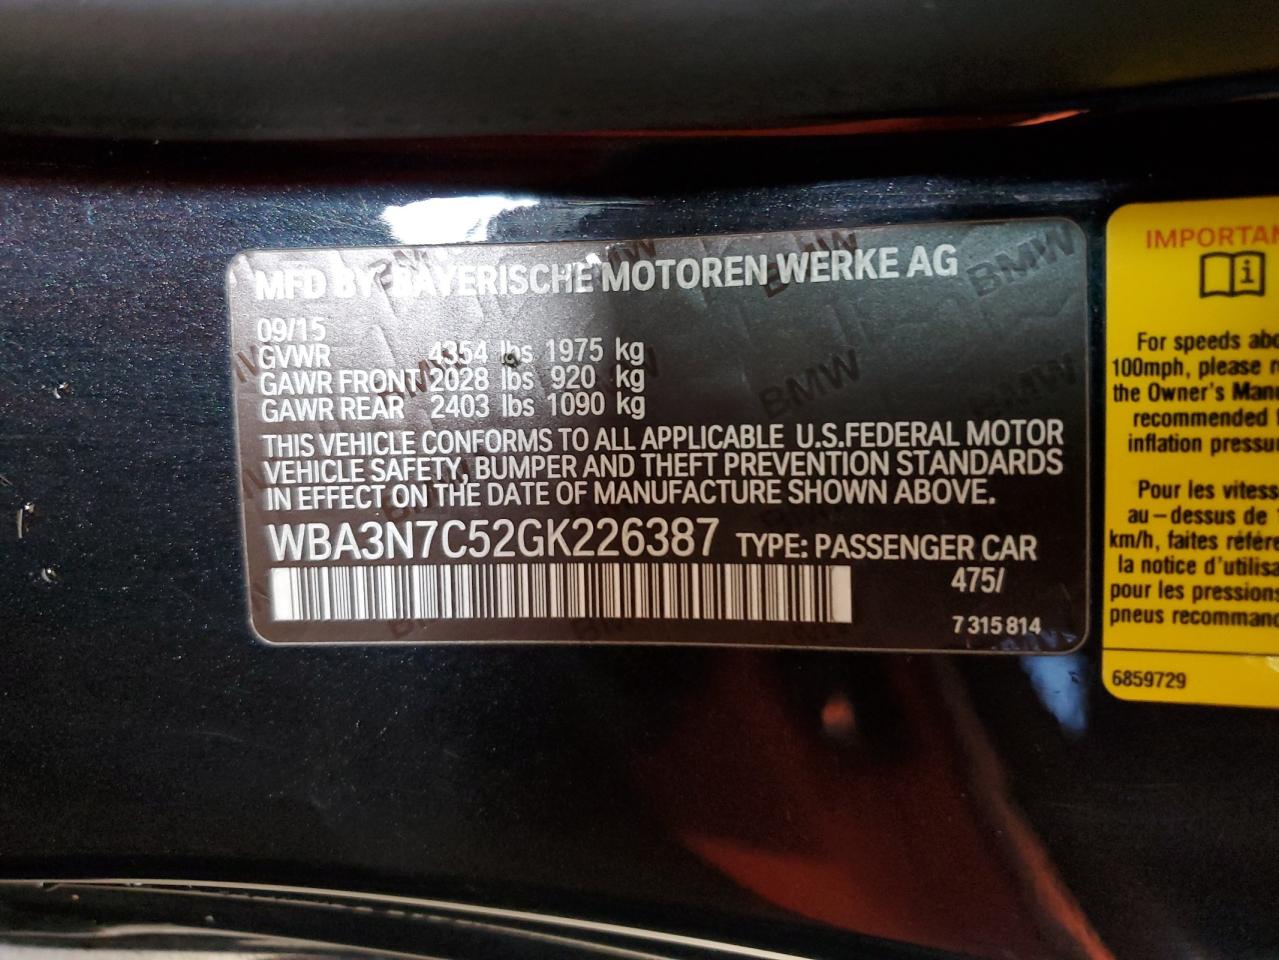 MFD BY BAYERISCHE MOTOREN WERKE AG
09/15
GVWR 4354 lbs 1975 kg
GAWR FRONT 2028 lbs 920 kg
GAWR REAR 2403 lbs 1090 kg
THIS VEHICLE CONFORMS TO ALL APPLICABLE U.S.FEDERAL MOTOR
VEHICLE SAFETY, BUMPER AND THEFT PREVENTION STANDARDS
IN EFFECT ON THE DATE OF MANUFACTURE SHOWN ABOVE.
WBA3N7C52GK226387 TYPE: PASSENGER CAR
475/
7 315 814
IMPORTAN
For speeds abo
100mph, please r
the Owner's Manu
recommended
inflation pressu
Pour les vitess
au-dessus de
km/h, faites référe
la notice d'utilisa
pour les pressions
pneus recommand
6859729